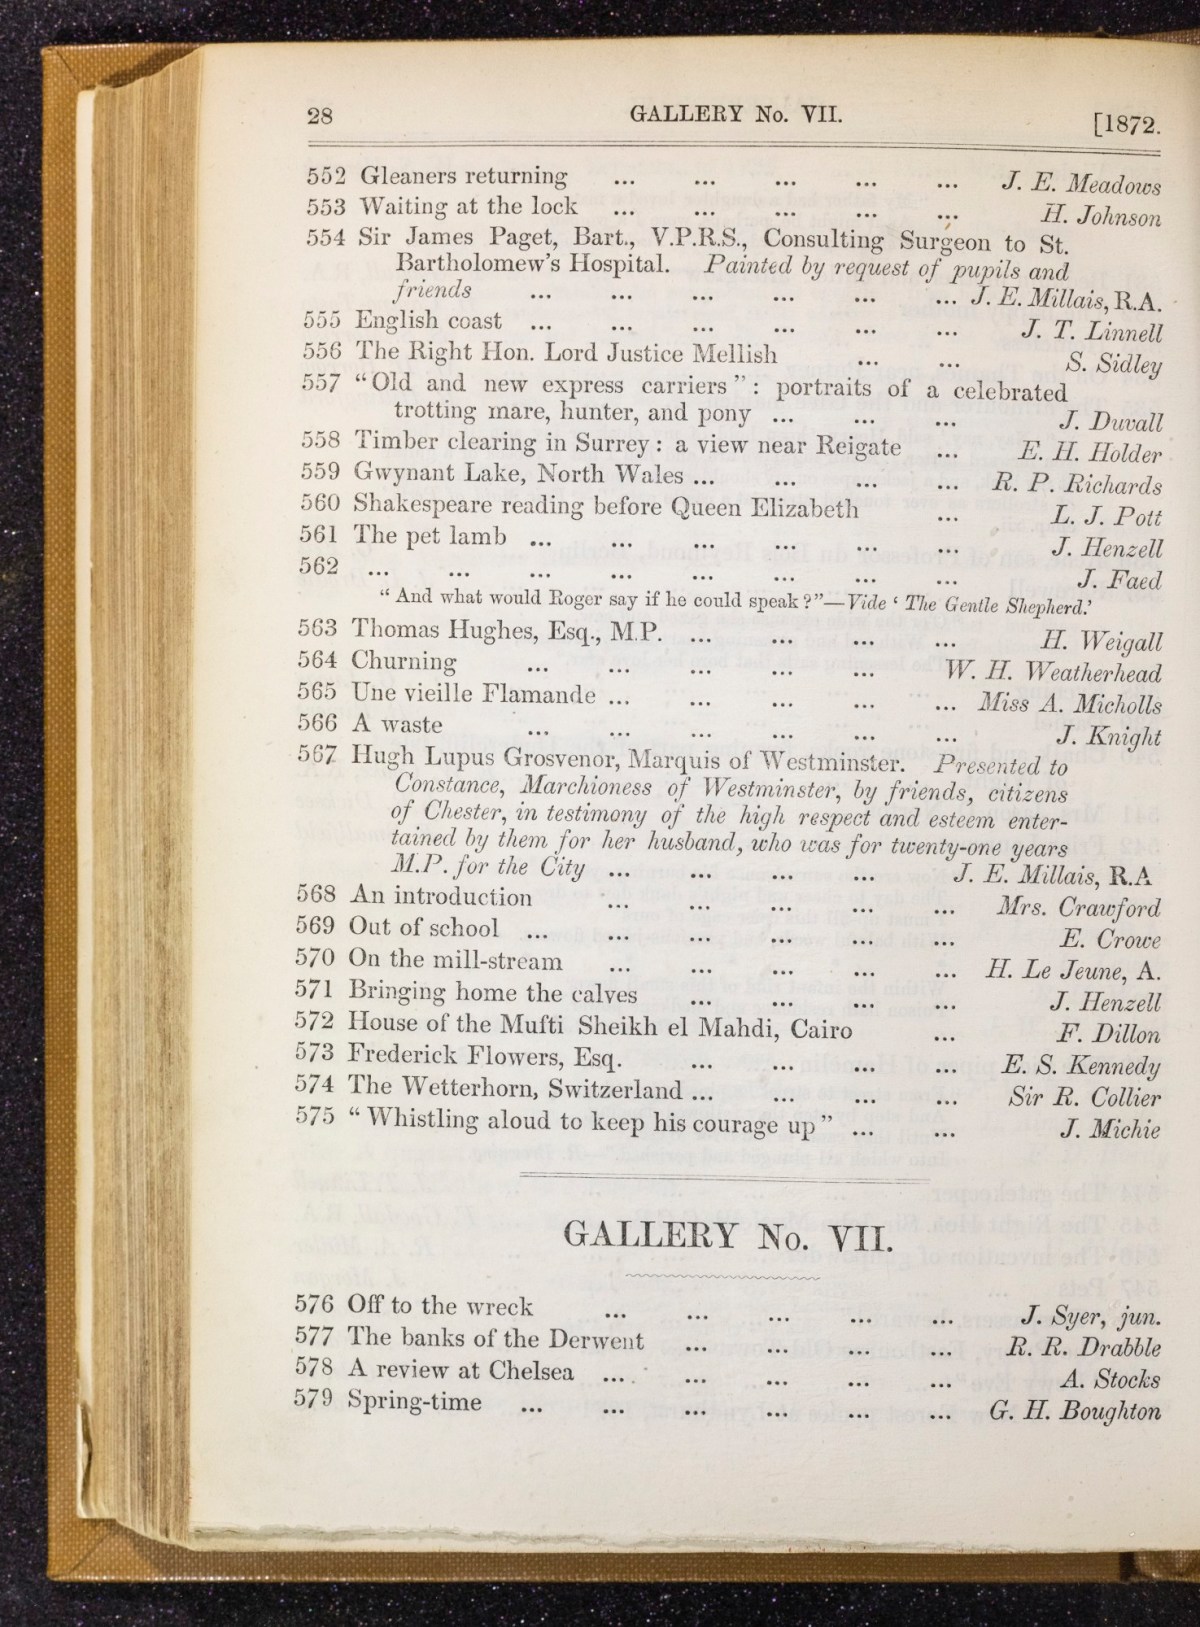 28 GALLERY No. VII. [1872.
552 Gleaners returning ... ... ... ... ... J. E. Meadows
553 Waiting at the lock ... ... ... ... ... H. Johnson
554 Sir James Paget, Bart., V.P.R.S., Consulting Surgeon to St.
Bartholomew's Hospital. Painted by request of pupils and
friends ... ... ... ... ... ... J. E. Millais, R.A.
555 English coast ... ... ... ... ... ... J. T. Linnell
556 The Right Hon. Lord Justice Mellish ... ... S. Sidley
557 “Old and new express carriers”: portraits of a celebrated
trotting mare, hunter, and pony ... ... ... J. Duvall
558 Timber clearing in Surrey: a view near Reigate ... E. H. Holder
559 Gwynant Lake, North Wales ... ... ... ... R. P. Richards
560 Shakespeare reading before Queen Elizabeth ... L. J. Pott
561 The pet lamb ... ... ... ... ... ... J. Henzell
562 ... ... ... ... ... ... ... ... J. Faed
“And what would Roger say if he could speak?”—Vide ‘The Gentle Shepherd.’
563 Thomas Hughes, Esq., M.P. ... ... ... ... H. Weigall
564 Churning ... ... ... ... ... W. H. Weatherhead
565 Une vieille Flamande ... ... ... ... ... Miss A. Micholls
566 A waste ... ... ... ... ... ... J. Knight
567 Hugh Lupus Grosvenor, Marquis of Westminster. Presented to
Constance, Marchioness of Westminster, by friends, citizens
of Chester, in testimony of the high respect and esteem enter-
tained by them for her husband, who was for twenty-one years
M.P. for the City ... ... ... ... J. E. Millais, R.A
568 An introduction ... ... ... ... ... Mrs. Crawford
569 Out of school ... ... ... ... ... ... E. Crowe
570 On the mill-stream ... ... ... ... ... H. Le Jeune, A.
571 Bringing home the calves ... ... ... ... J. Henzell
572 House of the Mufti Sheikh el Mahdi, Cairo ... F. Dillon
573 Frederick Flowers, Esq. ... ... ... ... E. S. Kennedy
574 The Wetterhorn, Switzerland ... ... ... ... Sir R. Collier
575 “Whistling aloud to keep his courage up” ... ... J. Michie
GALLERY No. VII.
576 Off to the wreck ... ... ... ... ... J. Syer, jun.
577 The banks of the Derwent ... ... ... ... R. R. Drabble
578 A review at Chelsea ... ... ... ... ... A. Stocks
579 Spring-time ... ... ... ... ... ... G. H. Boughton